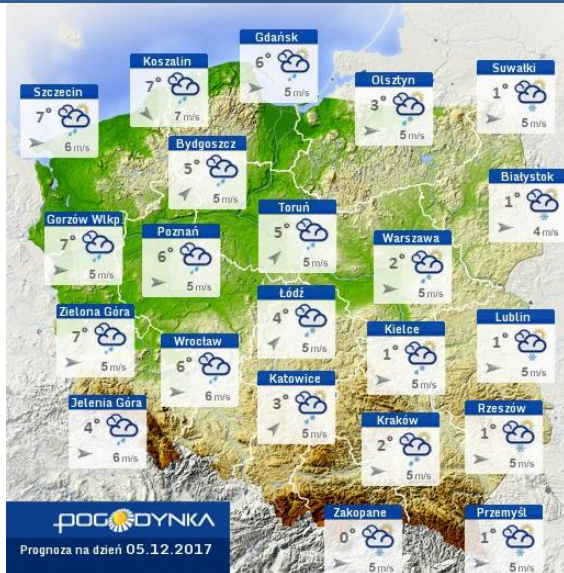 Gdańsk
6°
5 m/s
Koszalin
7°
7 m/s
Suwałki
1°
5 m/s
Olsztyn
3°
5 m/s
Szczecin
7°
6 m/s
Bydgoszcz
5°
5 m/s
Białystok
1°
4 m/s
Toruń
5°
5 m/s
Gorzów Wlkp
7°
5 m/s
Poznań
6°
5 m/s
Warszawa
2°
5 m/s
Łódź
4°
5 m/s
Zielona Góra
7°
5 m/s
Lublin
1°
5 m/s
Kielce
1°
5 m/s
Wrocław
6°
6 m/s
Katowice
3°
5 m/s
Jelenia Góra
4°
6 m/s
Rzeszów
1°
5 m/s
Kraków
2°
5 m/s
Zakopane
0°
5 m/s
Przemyśl
1°
5 m/s
POGODYNKA
Prognoza na dzień 05.12.2017